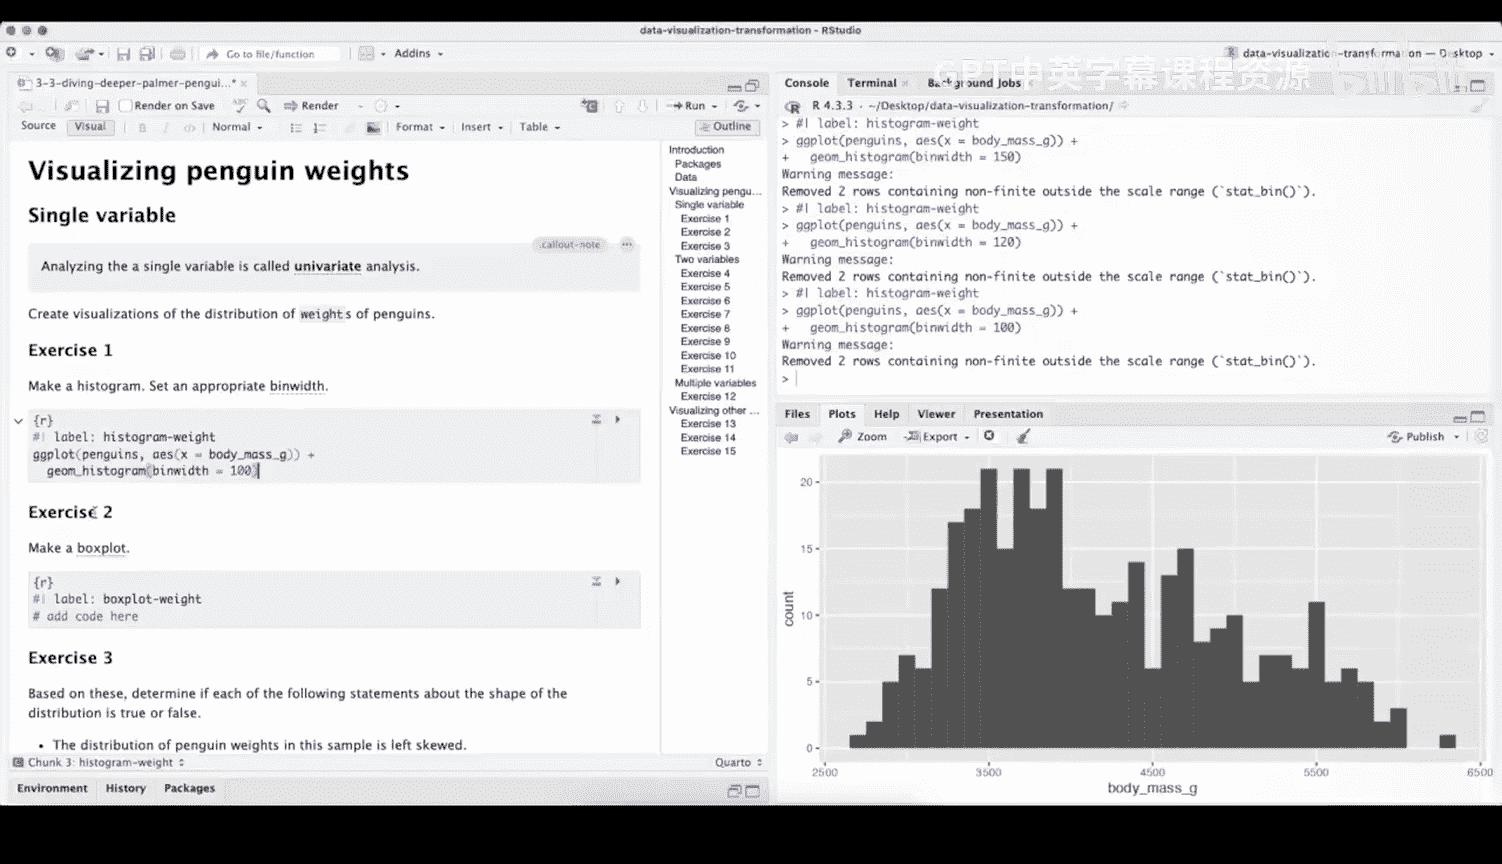 data-visualization-transformation - RStudio
Go to file/function
Addins
data-visualization-transformation — Desktop
GPT中英字幕课程资源
3-3-diving-deeper-palmer-pengui...*
Render on Save
Render
Run
Source Visual
B I
Normal
Format
Insert
Table
Outline
Visualizing penguin weights
Single variable
.callout-note
Analyzing the a single variable is called univariate analysis.
Create visualizations of the distribution of weights of penguins.
Exercise 1
Make a histogram. Set an appropriate binwidth.
{r}
#| label: histogram-weight
ggplot(penguins, aes(x = body_mass_g)) +
geom_histogram(binwidth = 100)
Exercise 2
Make a boxplot.
{r}
#| label: boxplot-weight
# add code here
Exercise 3
Based on these, determine if each of the following statements about the shape of the
distribution is true or false.
• The distribution of penguin weights in this sample is left skewed.
Chunk 3: histogram-weight
Quarto
Environment History Packages
Introduction
Packages
Data
Visualizing pengu...
Single variable
Exercise 1
Exercise 2
Exercise 3
Two variables
Exercise 4
Exercise 5
Exercise 6
Exercise 7
Exercise 8
Exercise 9
Exercise 10
Exercise 11
Multiple variables
Exercise 12
Visualizing other ...
Exercise 13
Exercise 14
Exercise 15
Console Terminal Background Jobs
R 4.3.3 · ~/Desktop/data-visualization-transformation/
> #| label: histogram-weight
> ggplot(penguins, aes(x = body_mass_g)) +
+ geom_histogram(binwidth = 150)
Warning message:
Removed 2 rows containing non-finite outside the scale range (`stat_bin()`).
> #| label: histogram-weight
> ggplot(penguins, aes(x = body_mass_g)) +
+ geom_histogram(binwidth = 120)
Warning message:
Removed 2 rows containing non-finite outside the scale range (`stat_bin()`).
> #| label: histogram-weight
> ggplot(penguins, aes(x = body_mass_g)) +
+ geom_histogram(binwidth = 100)
Warning message:
Removed 2 rows containing non-finite outside the scale range (`stat_bin()`).
>
Files Plots Help Viewer Presentation
Zoom Export Publish
20
15
10
5
0
count
2500 3500 4500 5500 6500
body_mass_g